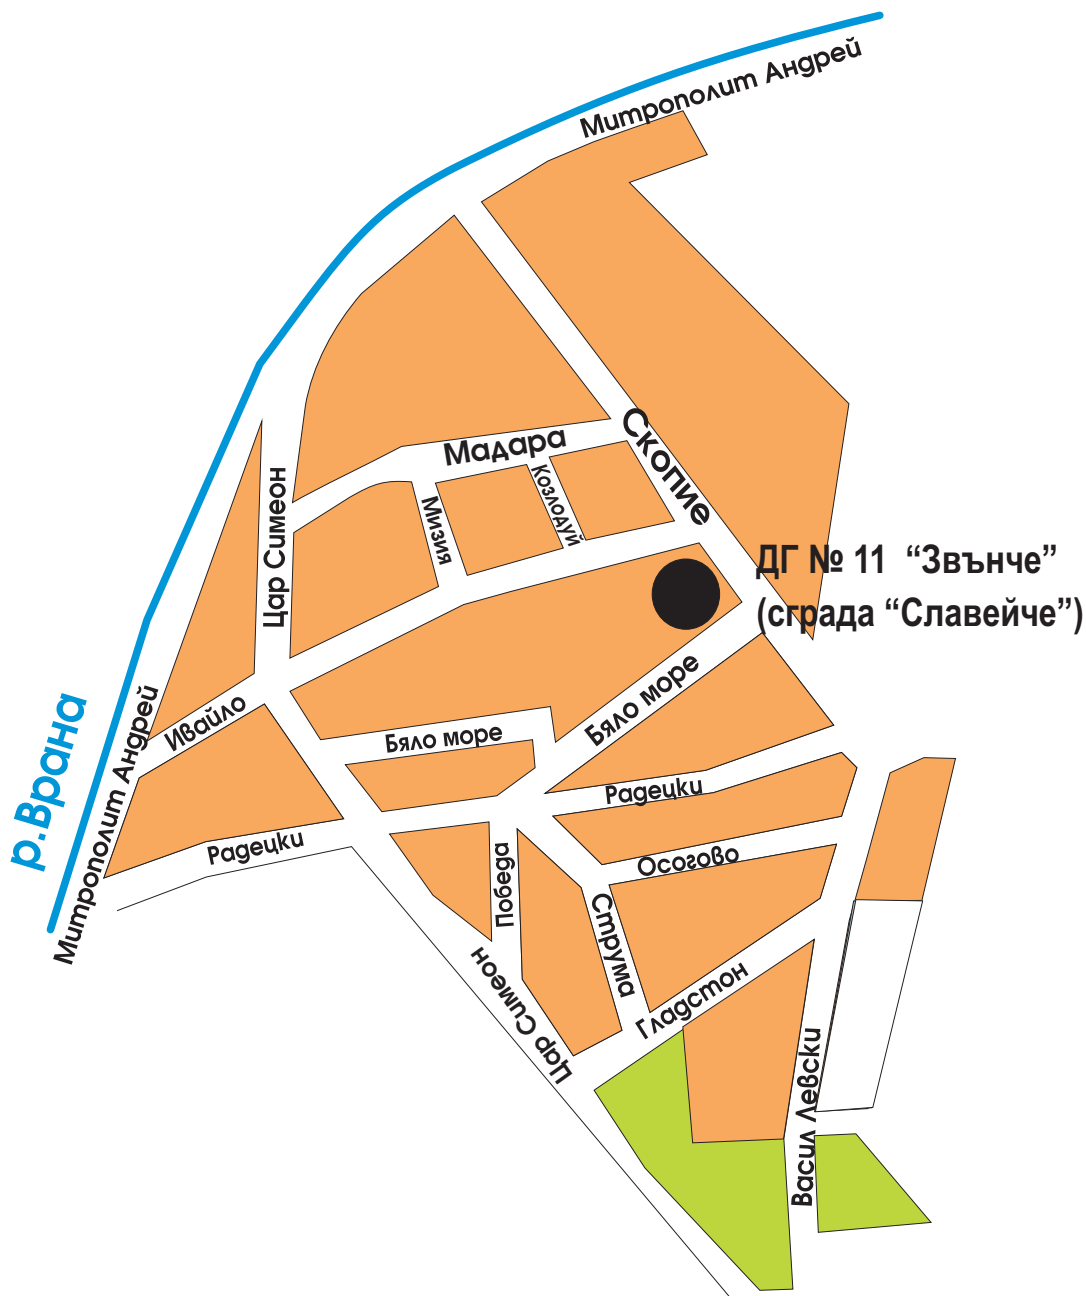 Митрополит Андрей
Скопие
Мадара
Козлодуй
Мизия
Цар Симеон
ДГ № 11 “Звънче”
(сграда “Славейче”)
Бяло море
Ивайло
Бяло море
р.Врана
Митрополит Андрей
Радецки
Радецки
Осогово
Победа
Струма
Гладстон
Цар Симеон
Васил Левски